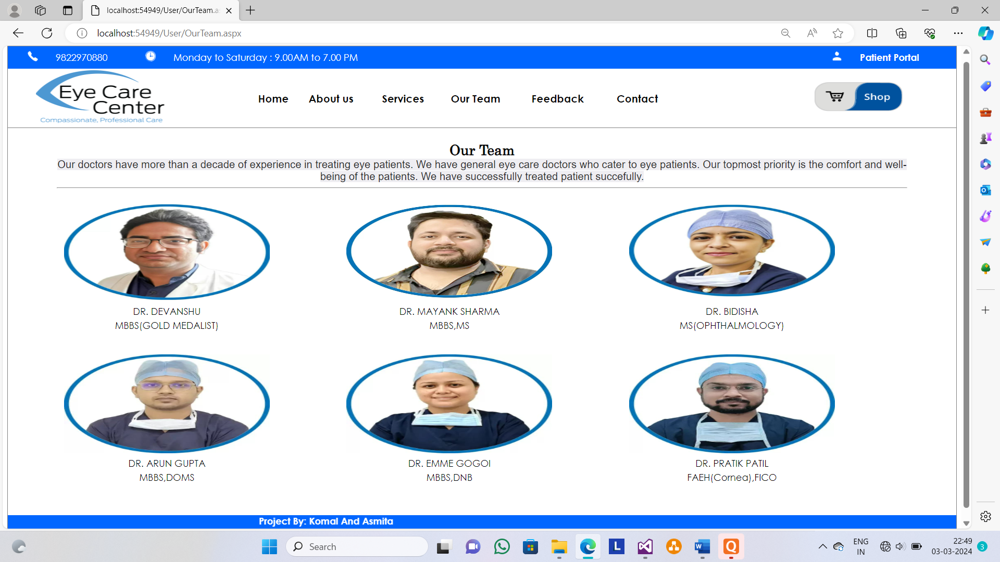 localhost:54949/User/OurTeam.as
localhost:54949/User/OurTeam.aspx
9822970880
Monday to Saturday : 9.00AM to 7.00 PM
Patient Portal
Eye Care
Center
Compassionate, Professional Care
Home
About us
Services
Our Team
Feedback
Contact
Shop
Our Team
Our doctors have more than a decade of experience in treating eye patients. We have general eye care doctors who cater to eye patients. Our topmost priority is the comfort and well-
being of the patients. We have successfully treated patient succefully.
DR. DEVANSHU
MBBS(GOLD MEDALIST)
DR. MAYANK SHARMA
MBBS,MS
DR. BIDISHA
MS(OPHTHALMOLOGY)
DR. ARUN GUPTA
MBBS,DOMS
DR. EMME GOGOI
MBBS,DNB
DR. PRATIK PATIL
FAEH(Cornea),FICO
Project By: Komal And Asmita
Search
L
Q
ENG
IN
22:49
03-03-2024
3